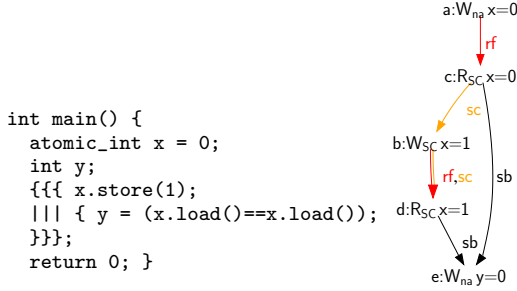 int main() {
atomic_int x = 0;
int y;
{{{ x.store(1);
||| { y = (x.load()==x.load());
}}};
return 0; }
a:W_na x=0
rf
c:R_SC x=0
sc
b:W_SC x=1
rf,sc
sb
d:R_SC x=1
sb
e:W_na y=0